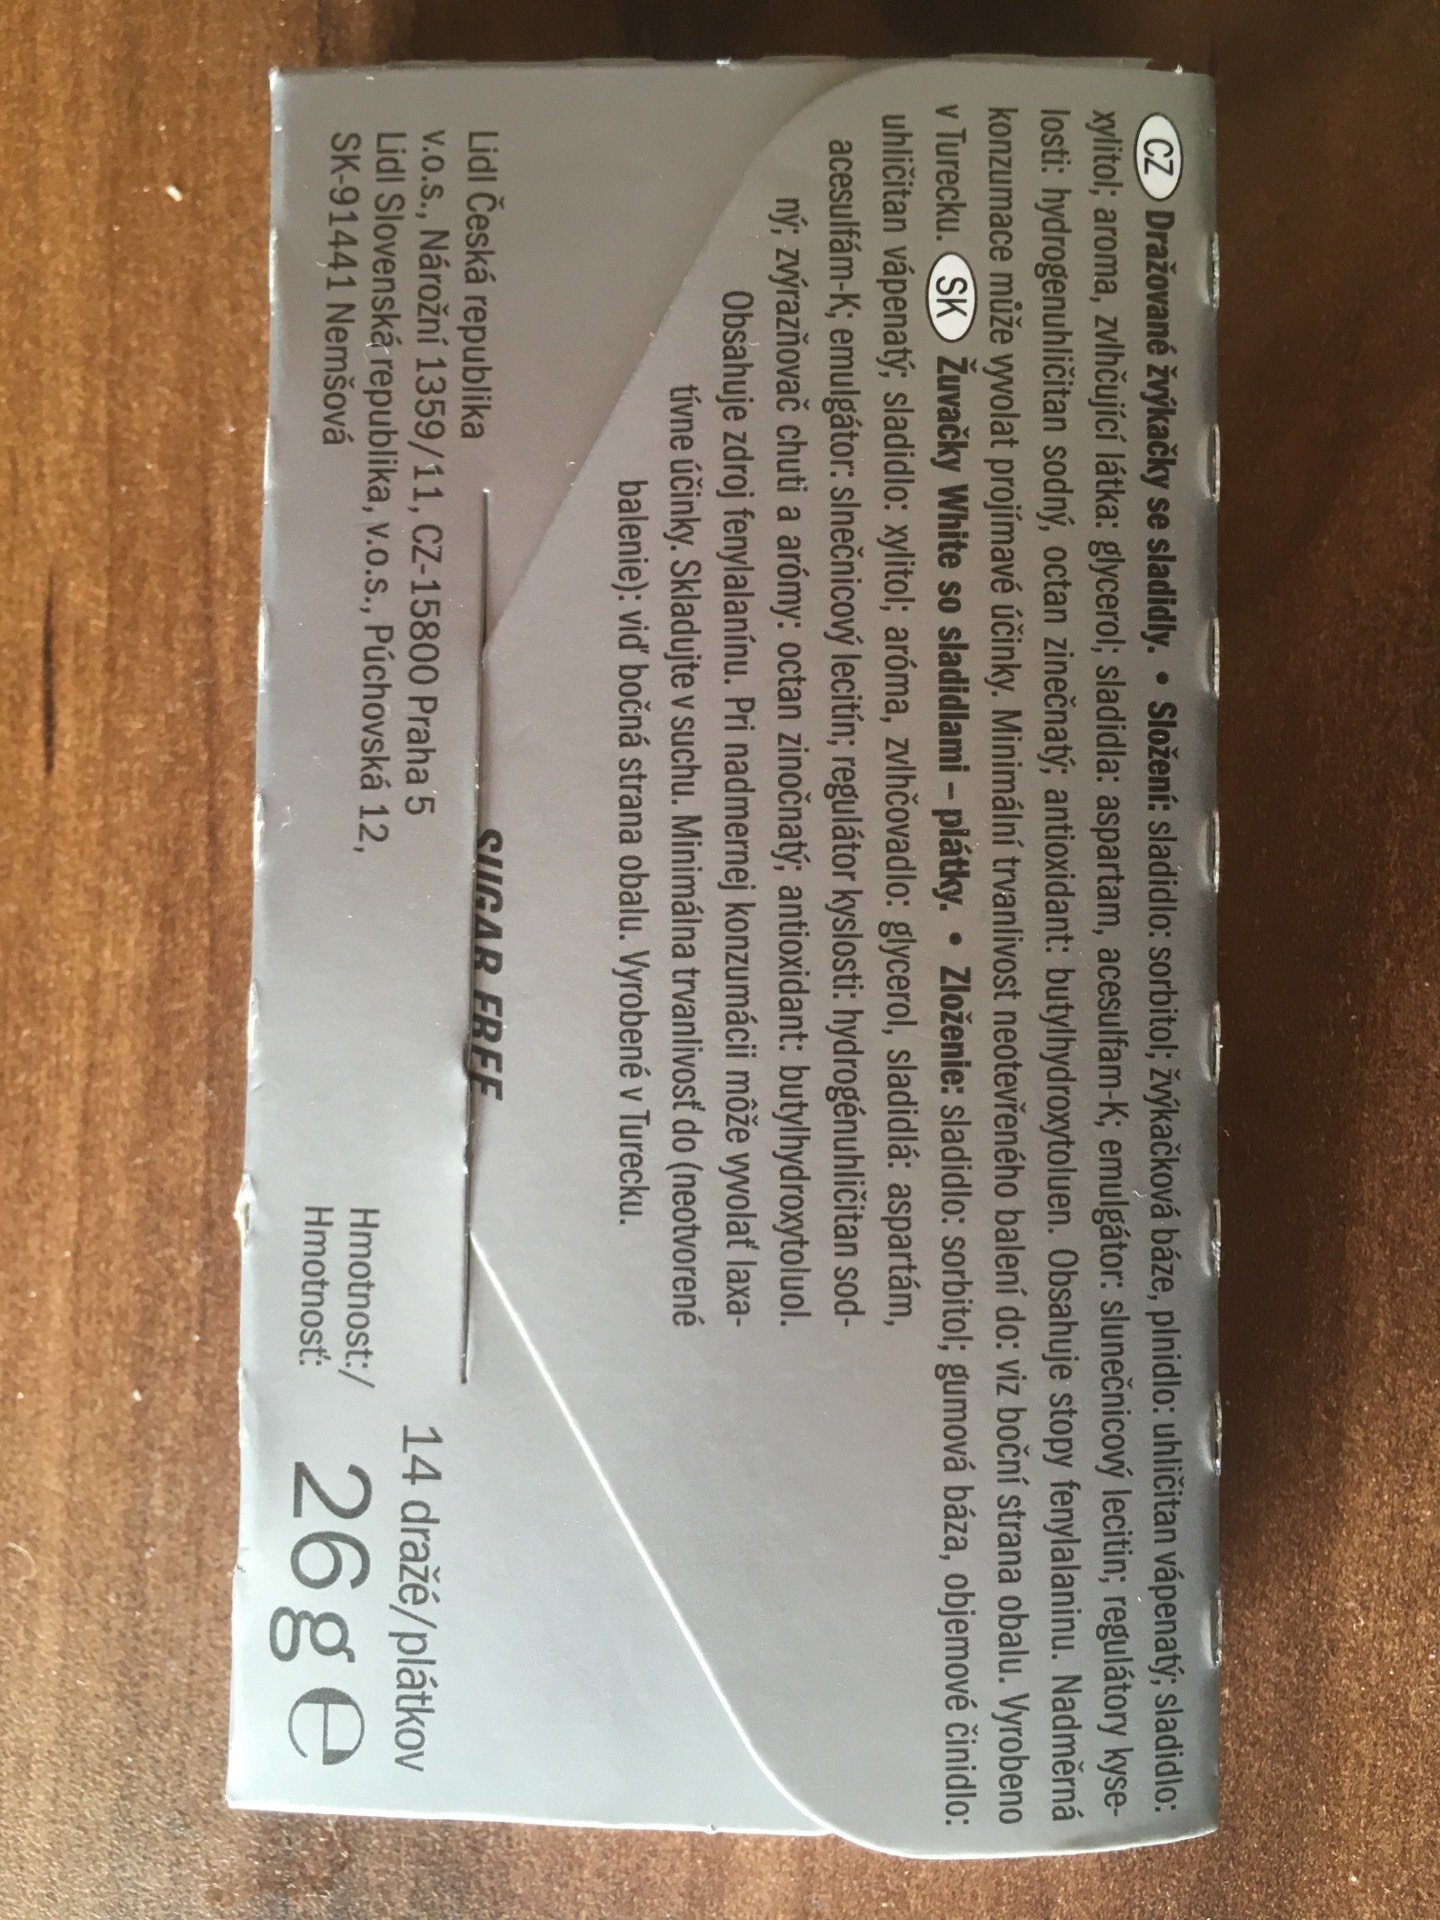 CZ Dražované žvýkačky se sladidly. • Složení: sladidlo: sorbitol; žvýkačková báze, plnidlo: uhličitan vápenatý; sladidlo:
xylitol; aroma, zvlhčující látka: glycerol; sladidla: aspartam, acesulfam-K; emulgátor: slunečnicový lecitin; regulátory kyse-
losti: hydrogenuhličitan sodný, octan zinečnatý; antioxidant: butylhydroxytoluen. Obsahuje stopy fenylalaninu. Nadměrná
konzumace může vyvolat projímavé účinky. Minimální trvanlivost neotevřeného balení do: viz boční strana obalu. Vyrobeno
v Turecku. SK Žuvačky White so sladidlami – plátky. • Zloženie: sladidlo: sorbitol; gumová báza, objemové činidlo:
uhličitan vápenatý; sladidlo: xylitol; aróma, zvlhčovadlo: glycerol, sladidlá: aspartám,
acesulfám-K; emulgátor: slnečnicový lecitín; regulátor kyslosti: hydrogénuhličitan sod-
ný; zvýrazňovač chuti a arómy: octan zinočnatý; antioxidant: butylhydroxytoluol.
Obsahuje zdroj fenylalanínu. Pri nadmernej konzumácii môže vyvolať laxa-
tívne účinky. Skladujte v suchu. Minimálna trvanlivosť do (neotvorené
balenie): viď bočná strana obalu. Vyrobené v Turecku.
SUGAR FREE
Lidl Česká republika
v.o.s., Nárožní 1359/11, CZ-15800 Praha 5
Lidl Slovenská republika, v.o.s., Púchovská 12,
SK-91441 Nemšová
14 dražé/plátkov
Hmotnost:/
Hmotnosť:
26g e